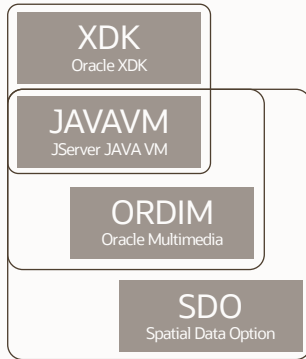 XDK
Oracle XDK
JAVAVM
JServer JAVA VM
ORDIM
Oracle Multimedia
SDO
Spatial Data Option